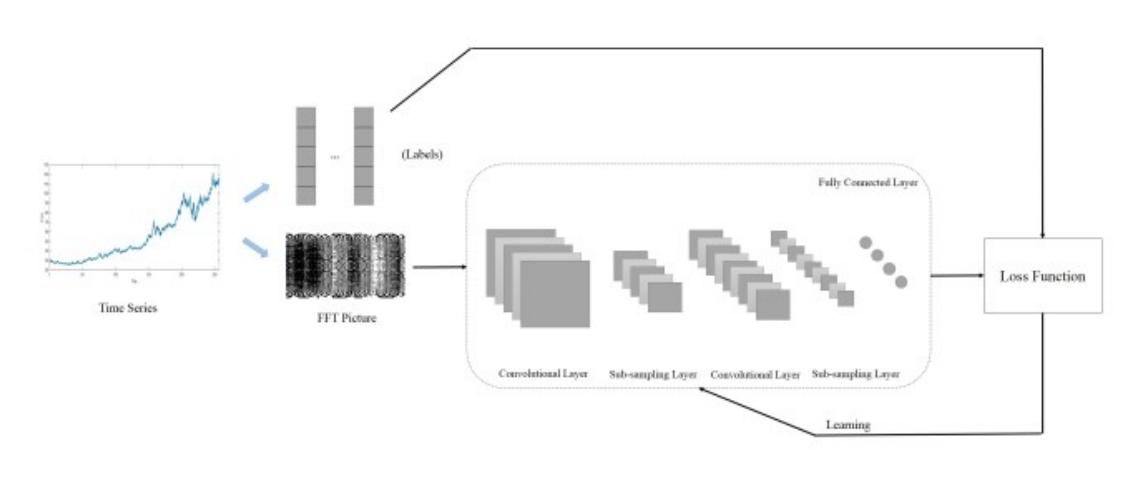 ...
(Labels)
Fully Connected Layer
Time Series
FFT Picture
Loss Function
Convolutional Layer
Sub-sampling Layer
Convolutional Layer
Sub-sampling Layer
Learning